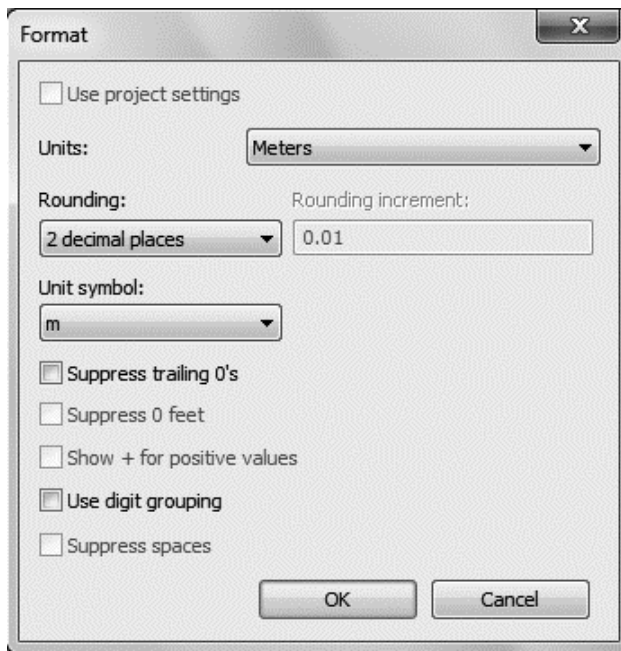 Format
Use project settings
Units: Meters
Rounding: Rounding increment:
2 decimal places 0.01
Unit symbol:
m
Suppress trailing 0's
Suppress 0 feet
Show + for positive values
Use digit grouping
Suppress spaces
OK Cancel